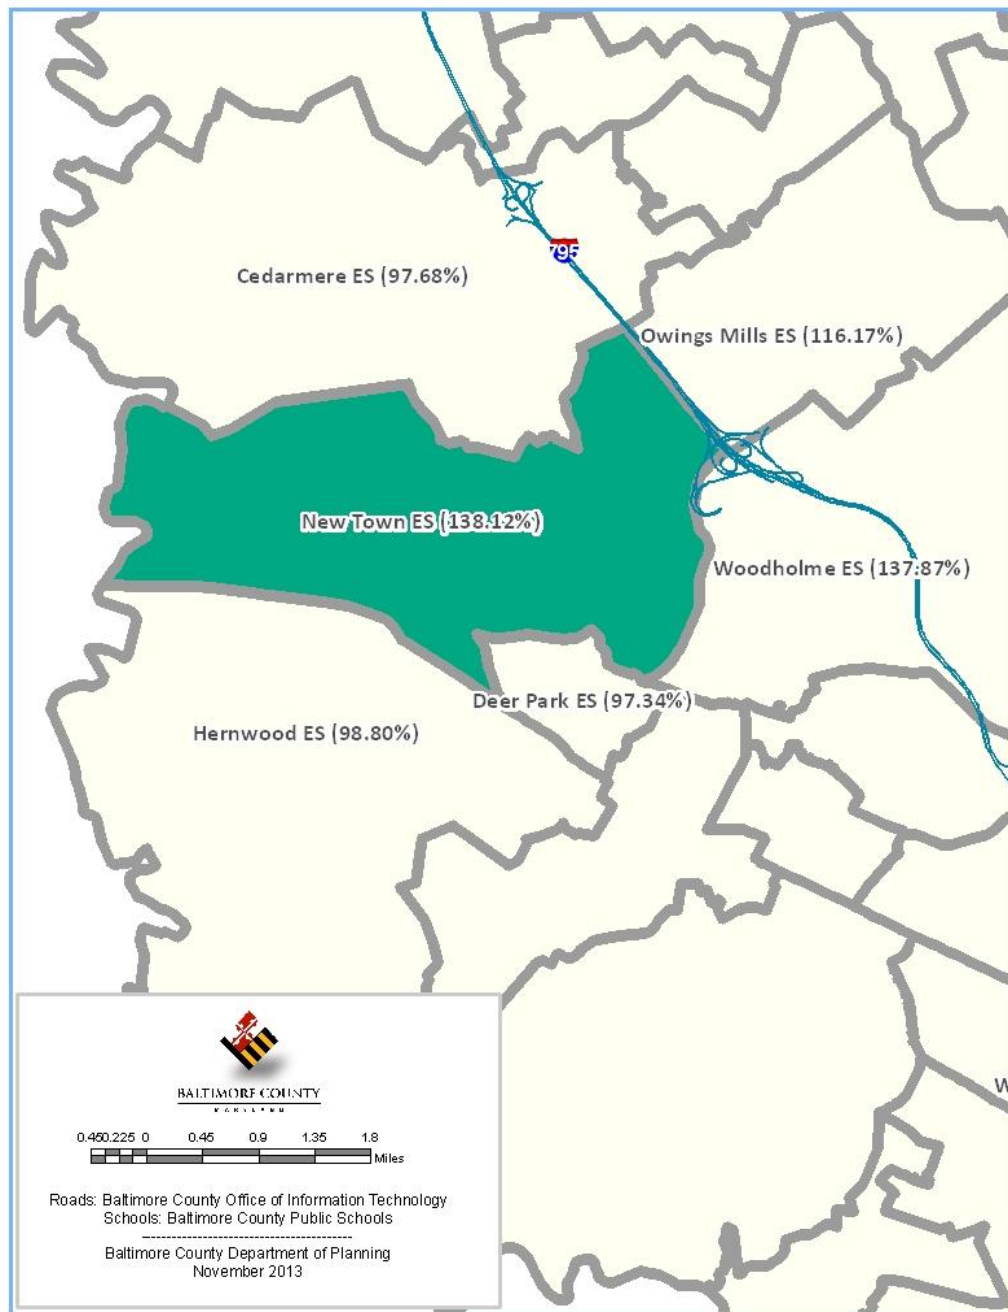 795
Cedarmere ES (97.68%)
Owings Mills ES (116.17%)
New Town ES (138.12%)
Woodholme ES (137.87%)
Deer Park ES (97.34%)
Hernwood ES (98.80%)
W
BALTIMORE COUNTY
MARYLAND
0.45 0.225 0 0.45 0.9 1.35 1.8
Miles
Roads: Baltimore County Office of Information Technology
Schools: Baltimore County Public Schools
----------------------------------------
Baltimore County Department of Planning
November 2013